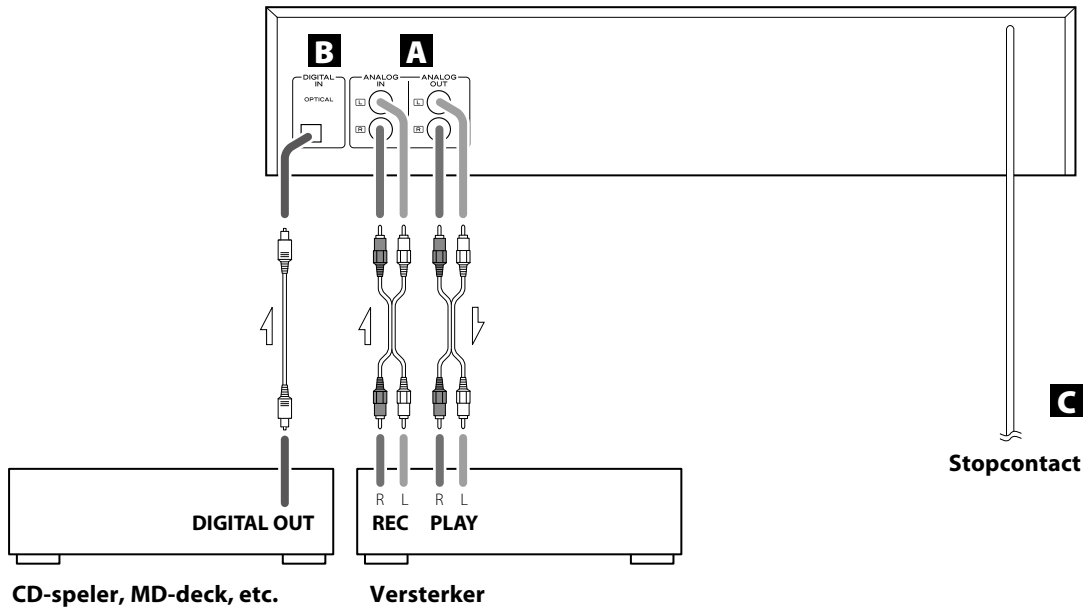 B
A
DIGITAL
IN
OPTICAL
ANALOG
IN
L
R
ANALOG
OUT
L
R
C
Stopcontact
R L R L
DIGITAL OUT
REC PLAY
CD-speler, MD-deck, etc.
Versterker